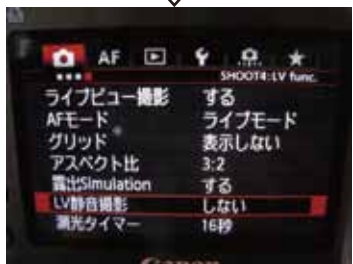 AF
SHOOT4:LV func.
ライブビュー撮影 する
AFモード ライブモード
グリッド 表示しない
アスペクト比 3:2
露出Simulation する
LV静音撮影 しない
測光タイマー 16秒
Canon